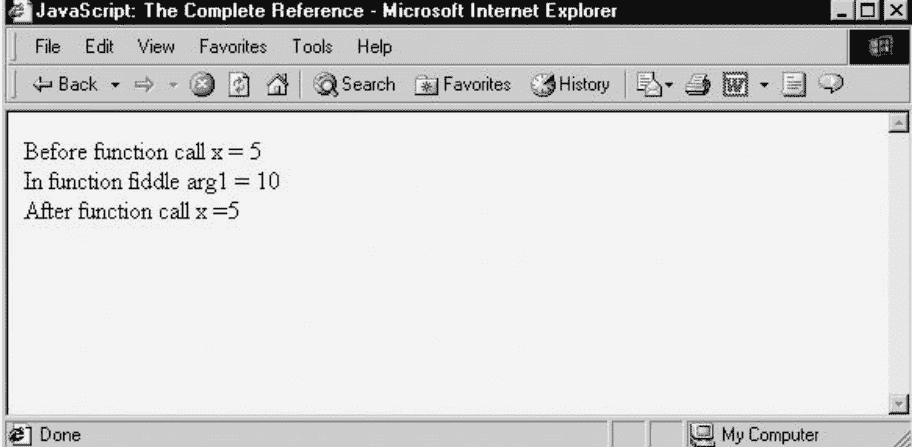 JavaScript: The Complete Reference - Microsoft Internet Explorer
File Edit View Favorites Tools Help
Back Search Favorites History
Before function call x = 5
In function fiddle arg1 = 10
After function call x =5
Done My Computer